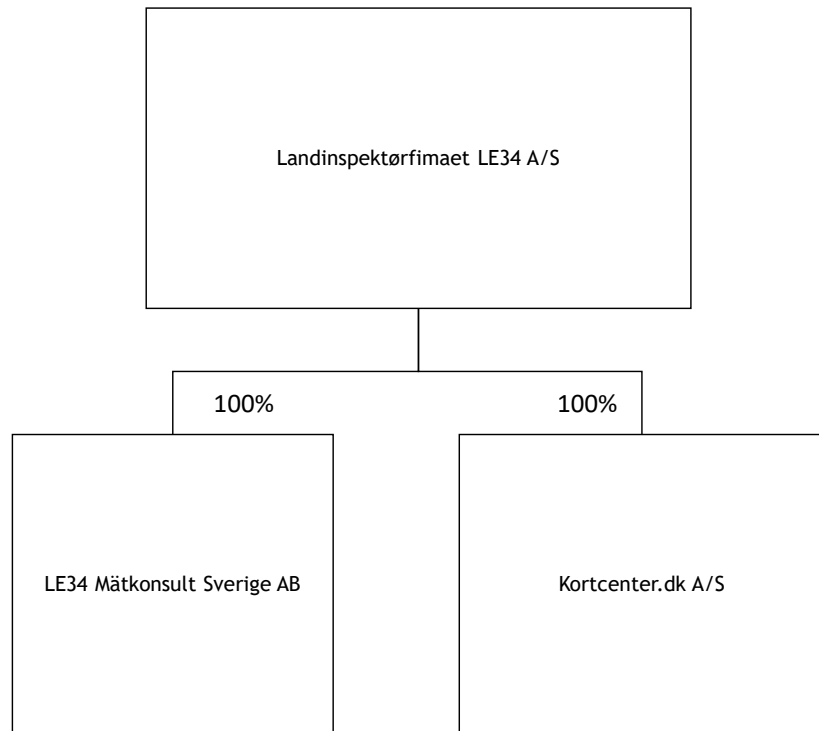 Landinspektørfimaet LE34 A/S
100%
100%
LE34 Mätkonsult Sverige AB
Kortcenter.dk A/S